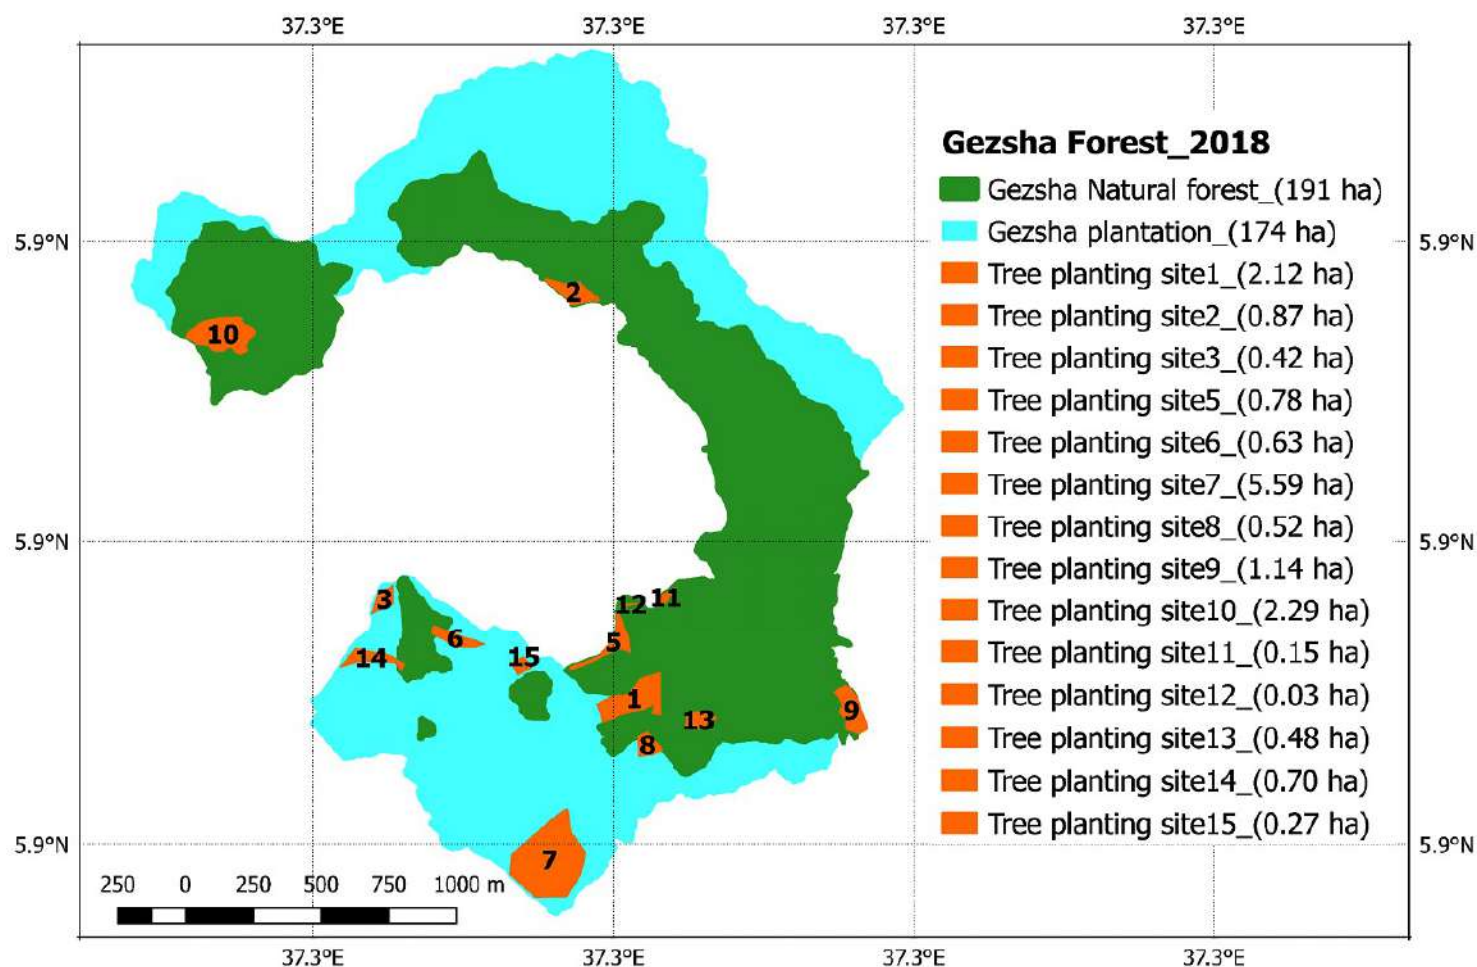 37.3°E 37.3°E 37.3°E 37.3°E
Gezsha Forest_2018
Gezsha Natural forest_(191 ha)
5.9°N
Gezsha plantation_(174 ha)
5.9°N
Tree planting site1_(2.12 ha)
2
Tree planting site2_(0.87 ha)
10
Tree planting site3_(0.42 ha)
Tree planting site5_(0.78 ha)
Tree planting site6_(0.63 ha)
Tree planting site7_(5.59 ha)
Tree planting site8_(0.52 ha)
5.9°N 5.9°N
Tree planting site9_(1.14 ha)
3 12 11
Tree planting site10_(2.29 ha)
6 5
14 15
Tree planting site11_(0.15 ha)
1
Tree planting site12_(0.03 ha)
13 9
8
Tree planting site13_(0.48 ha)
Tree planting site14_(0.70 ha)
Tree planting site15_(0.27 ha)
5.9°N 5.9°N
7
250 0 250 500 750 1000 m
37.3°E 37.3°E 37.3°E 37.3°E